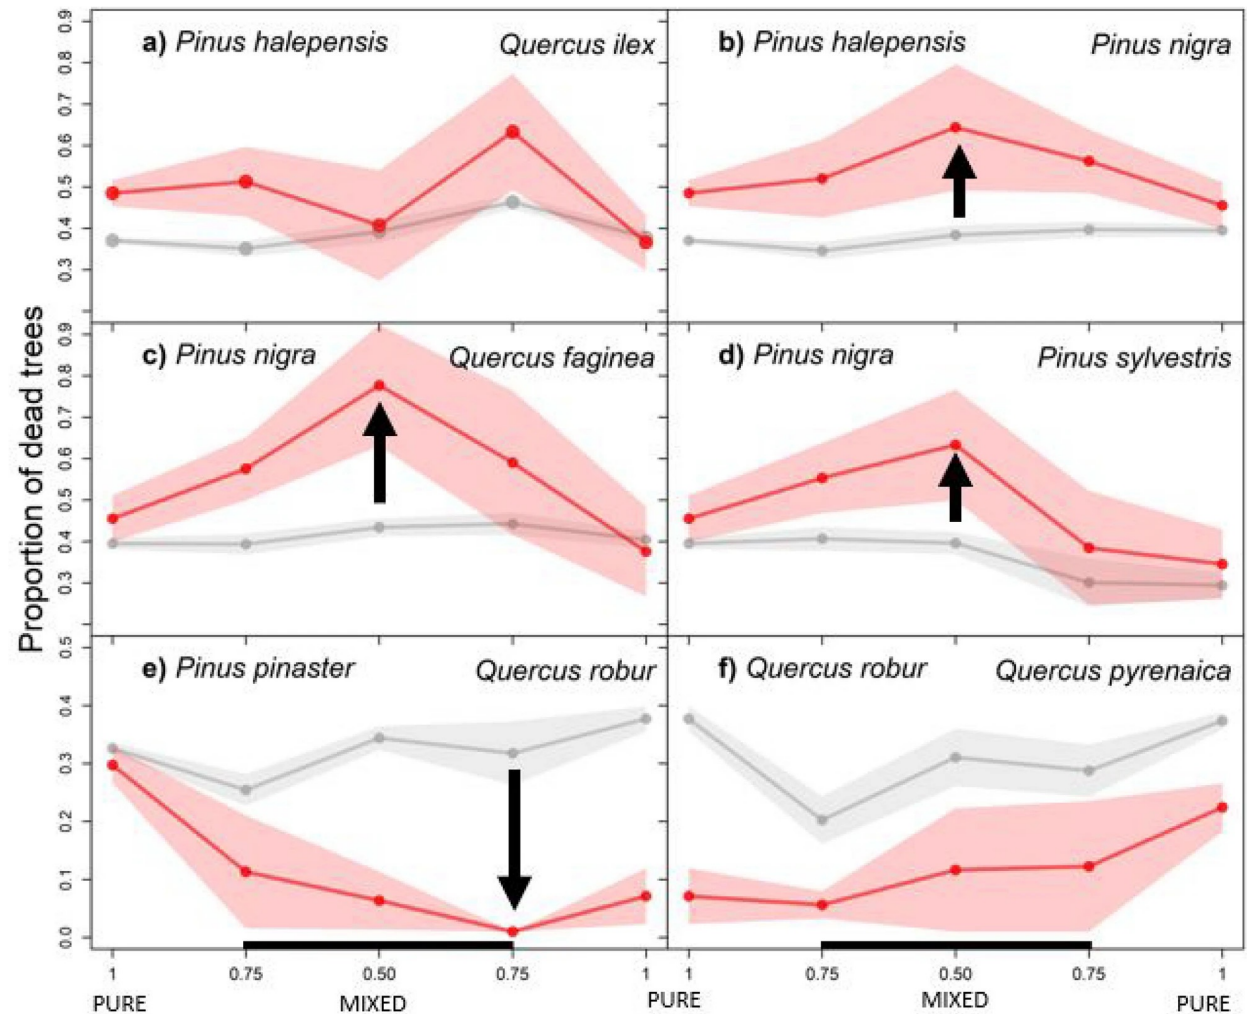 Proportion of dead trees
a) Pinus halepensis Quercus ilex
b) Pinus halepensis Pinus nigra
0.9
0.8
0.7
0.6
0.5
0.4
0.3
c) Pinus nigra Quercus faginea
d) Pinus nigra Pinus sylvestris
0.9
0.8
0.7
0.6
0.5
0.4
0.3
e) Pinus pinaster Quercus robur
f) Quercus robur Quercus pyrenaica
0.5
0.4
0.3
0.2
0.1
0.0
1 0.75 0.50 0.75 1
1 0.75 0.50 0.75 1
PURE MIXED PURE MIXED PURE